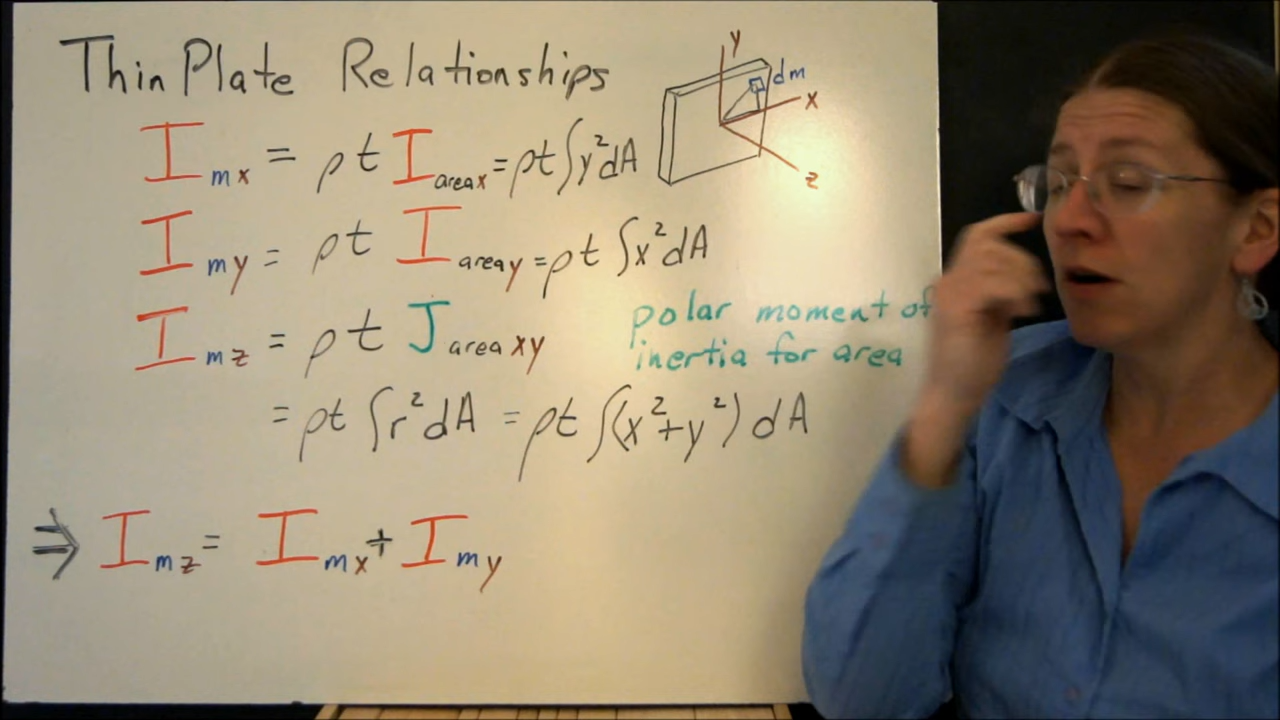 Thin Plate Relationships
y
dm
x
z
I mx = ρt I area x = ρt ∫y²dA
I my = ρt I area y = ρt ∫x²dA
I mz = ρt J area xy
polar moment of
inertia for area
= ρt ∫r²dA = ρt ∫(x²+y²) dA
⇒ I mz = I mx + I my